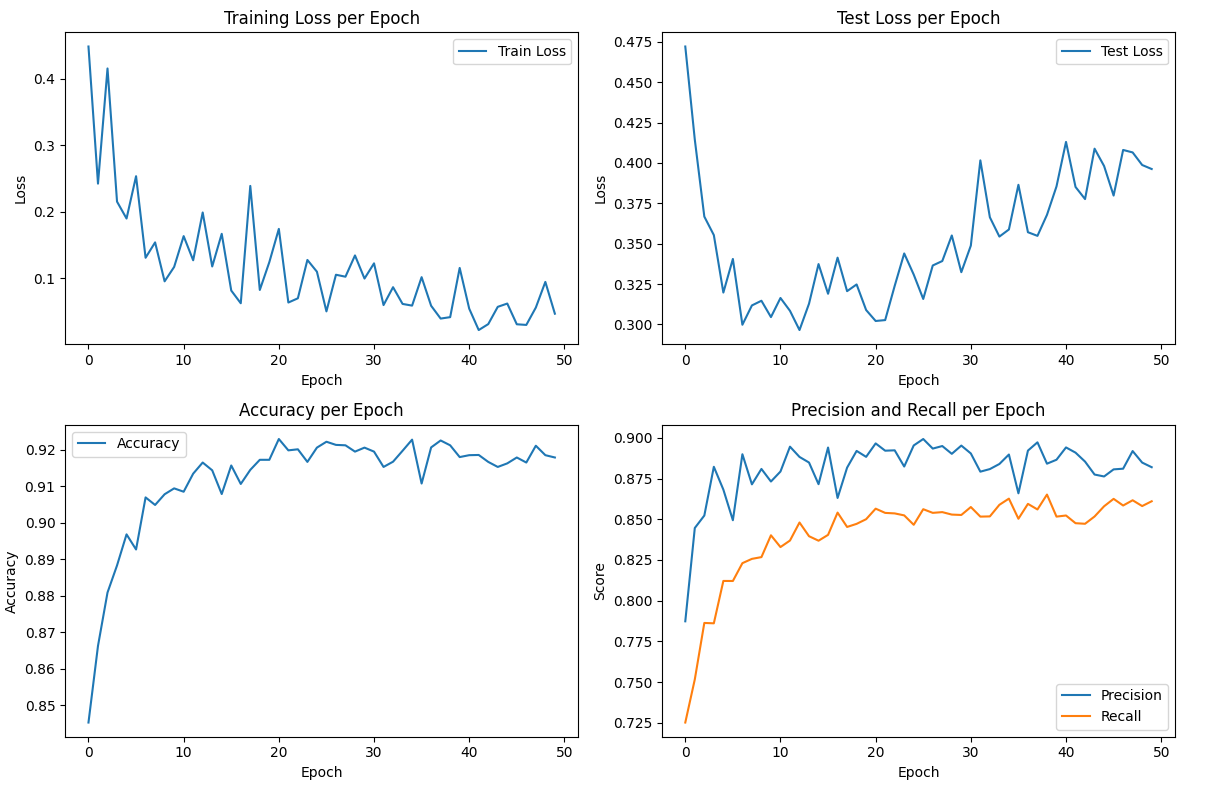 Training Loss per Epoch
Train Loss
0.4
0.3
0.2
0.1
Loss
0 10 20 30 40 50
Epoch
Test Loss per Epoch
Test Loss
0.475
0.450
0.425
0.400
0.375
0.350
0.325
0.300
Loss
0 10 20 30 40 50
Epoch
Accuracy per Epoch
Accuracy
0.92
0.91
0.90
0.89
0.88
0.87
0.86
0.85
Accuracy
0 10 20 30 40 50
Epoch
Precision and Recall per Epoch
0.900
0.875
0.850
0.825
0.800
0.775
0.750
0.725
Score
Precision
Recall
0 10 20 30 40 50
Epoch